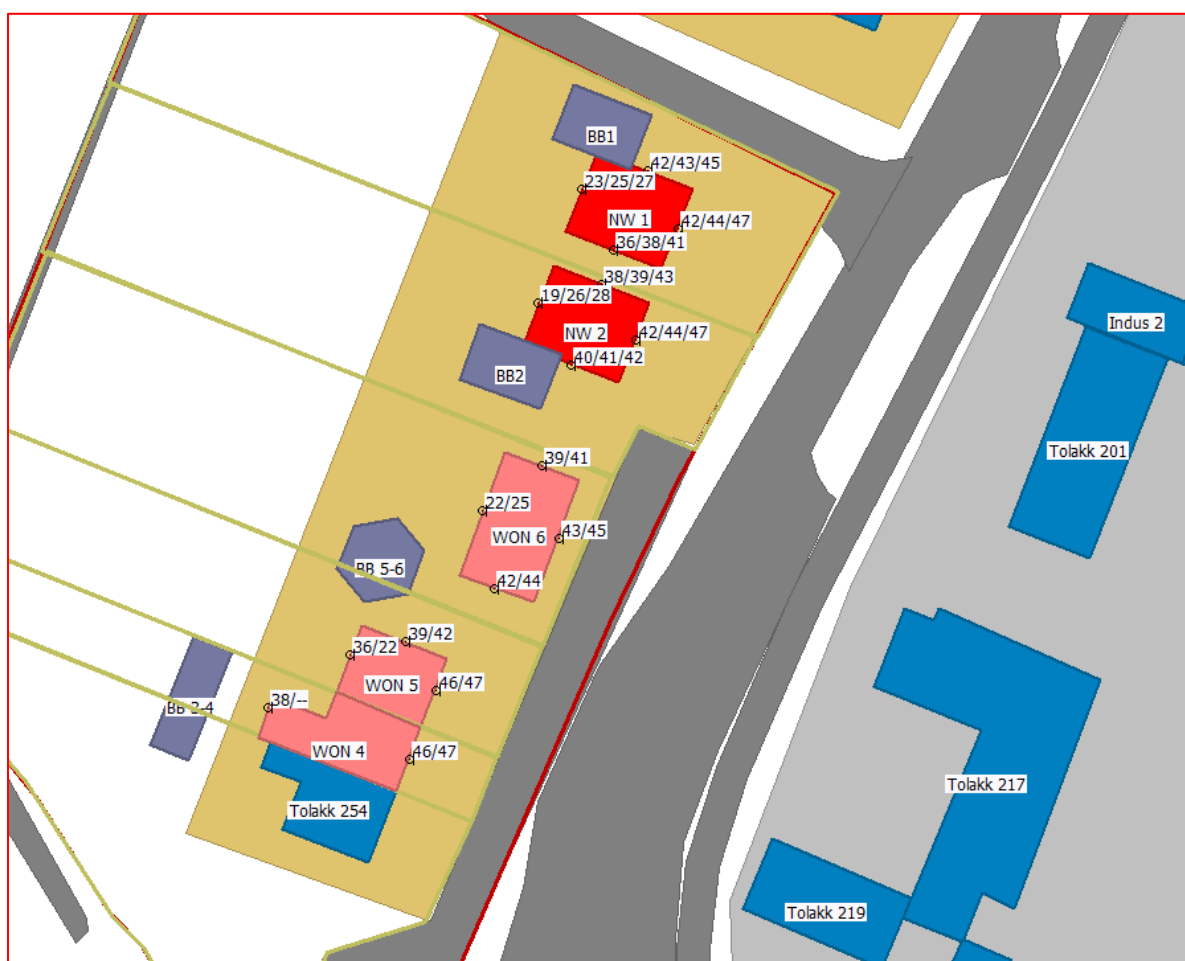 BB1
42/43/45
23/25/27
NW 1
42/44/47
36/38/41
38/39/43
19/26/28
NW 2
42/44/47
40/41/42
BB2
Indus 2
Tolakk 201
39/41
22/25
WON 6
43/45
BB 5-6
42/44
39/42
36/22
WON 5
46/47
38/--
BB 3-4
WON 4
46/47
Tolakk 254
Tolakk 217
Tolakk 219